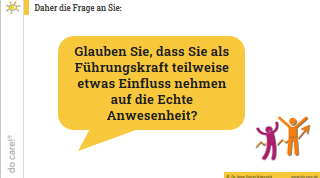 Daher die Frage an Sie:
Glauben Sie, dass Sie als
Führungskraft teilweise
etwas Einfluss nehmen
auf die Echte
Anwesenheit?
do care!®